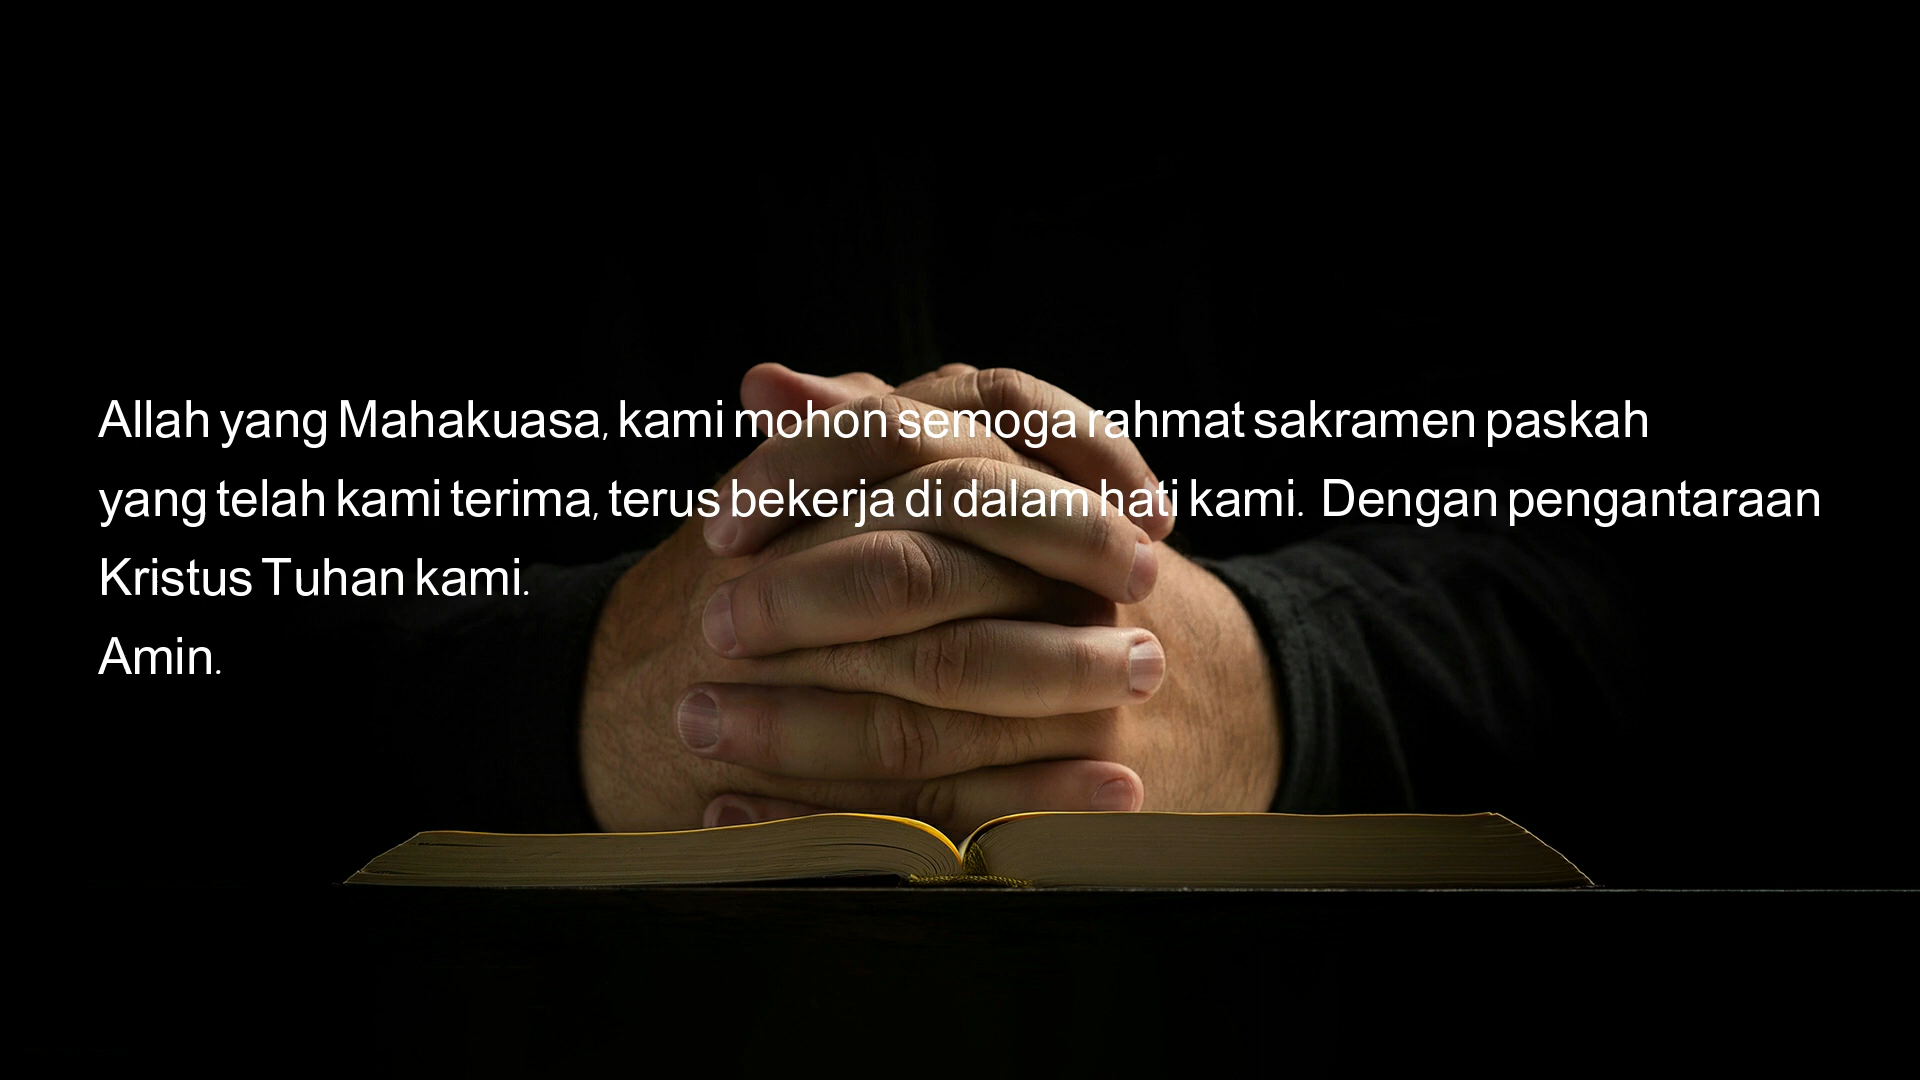 Allah yang Mahakuasa, kami mohon semoga rahmat sakramen paskah
yang telah kami terima, terus bekerja di dalam hati kami. Dengan pengantaraan
Kristus Tuhan kami.
Amin.